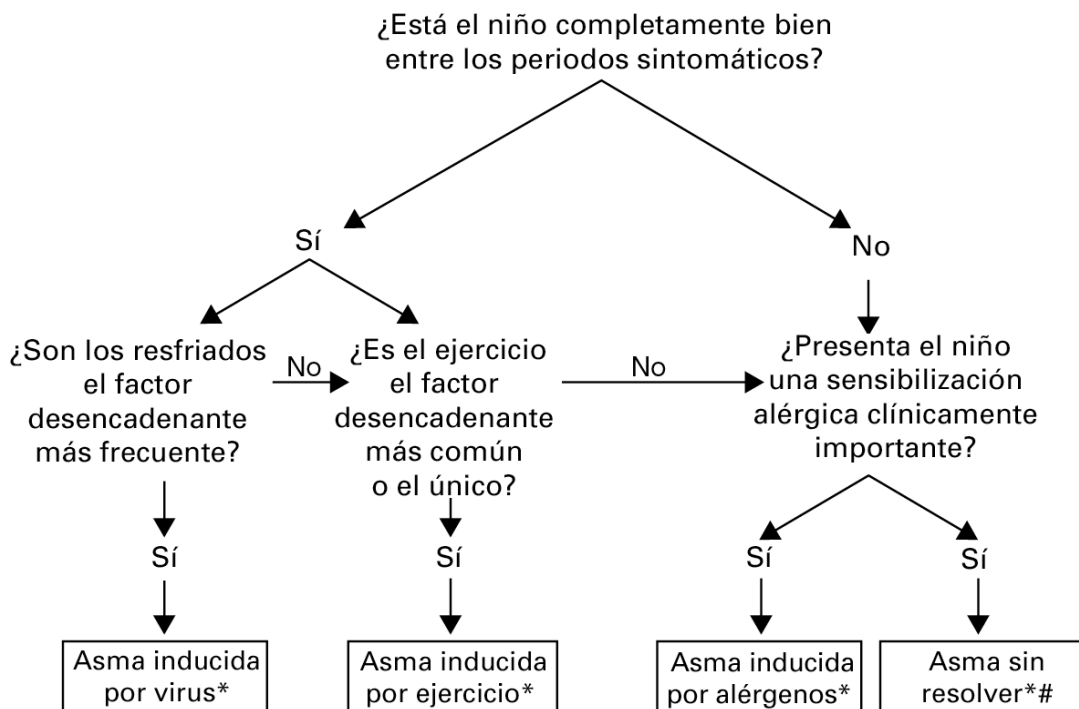 ¿Está el niño completamente bien
entre los periodos sintomáticos?
Sí
No
¿Son los resfriados
el factor
desencadenante
más frecuente?
No
¿Es el ejercicio
el factor
desencadenante
más común
o el único?
No
¿Presenta el niño
una sensibilización
alérgica clínicamente
importante?
Sí
Sí
Sí
Sí
Asma inducida
por virus*
Asma inducida
por ejercicio*
Asma inducida
por alérgenos*
Asma sin
resolver*#